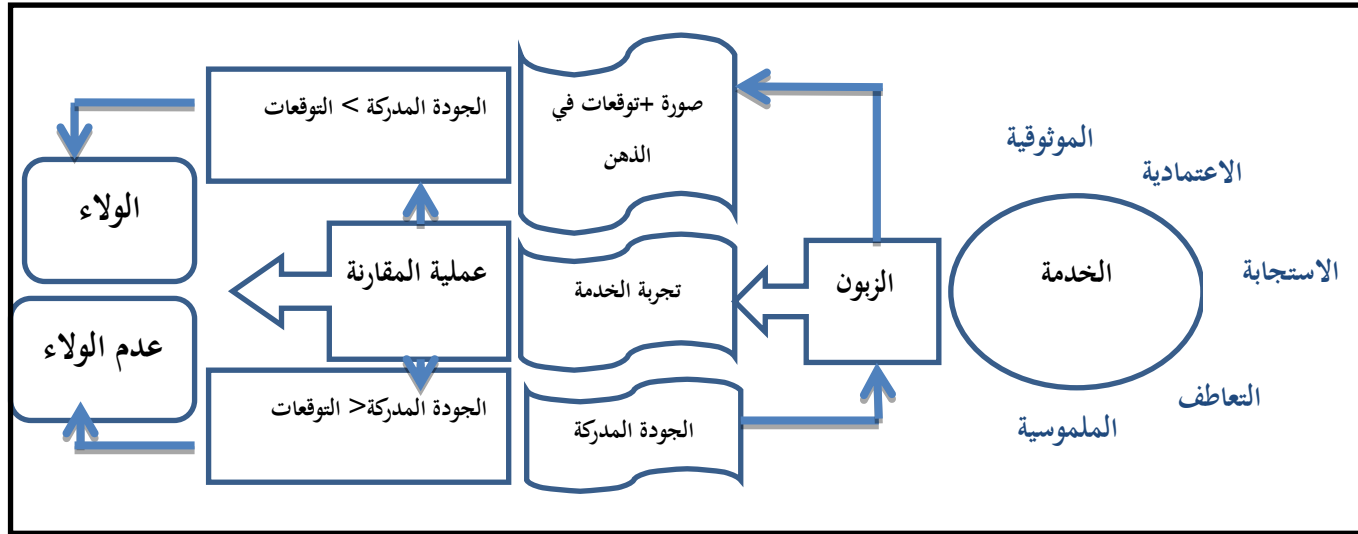 الموثوقية
الاعتمادية
الاستجابة
التعاطف
الملموسية
الخدمة
الزبون
صورة +توقعات في
الذهن
تجربة الخدمة
الجودة المدركة
عملية المقارنة
الجودة المدركة > التوقعات
الجودة المدركة< التوقعات
الولاء
عدم الولاء